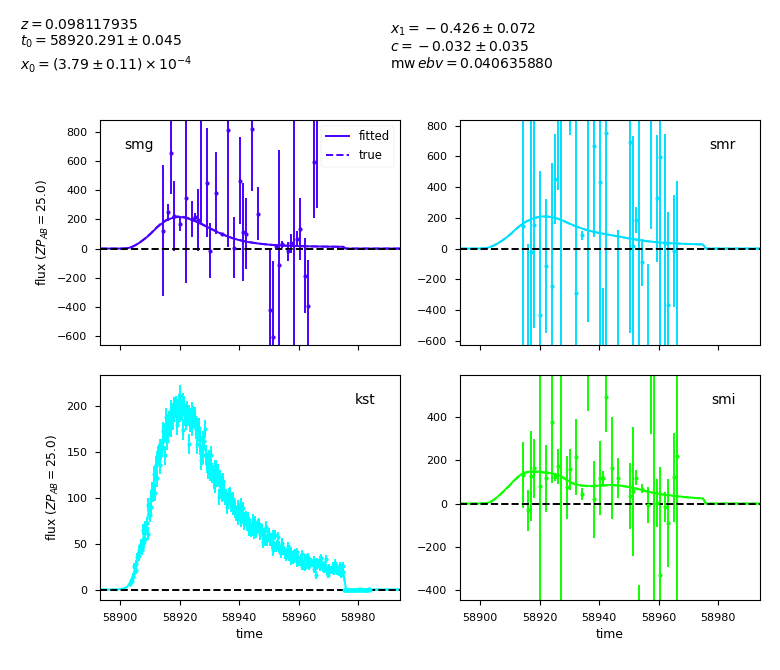 z = 0.098117935
t₀ = 58920.291 ± 0.045
x₀ = (3.79 ± 0.11) × 10⁻⁴
x₁ = −0.426 ± 0.072
c = −0.032 ± 0.035
mw ebv = 0.040635880
smg
fitted
true
800
600
400
200
0
−200
−400
−600
flux (ZP_AB = 25.0)
smr
800
600
400
200
0
−200
−400
−600
kst
200
150
100
50
0
flux (ZP_AB = 25.0)
58900 58920 58940 58960 58980
time
smi
400
200
0
−200
−400
58900 58920 58940 58960 58980
time